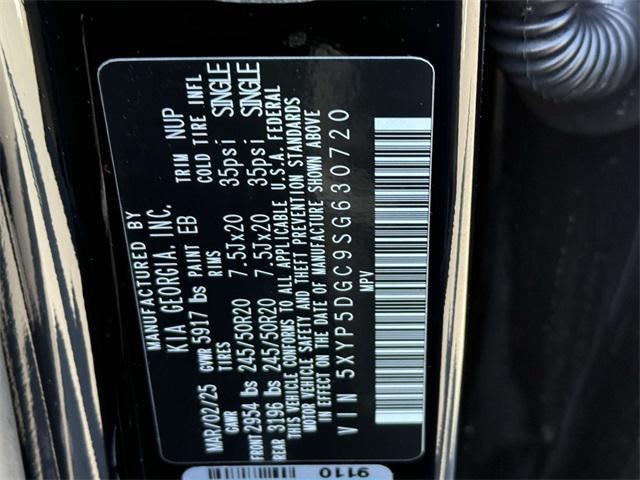 MANUFACTURED BY
KIA GEORGIA, INC.
MAR/02/25 GVWR 5917 lbs PAINT EB TRIM NUP
GAWR TIRES RIMS COLD TIRE INFL
FRONT 2954 lbs 245/50R20 7.5Jx20 35psi SINGLE
REAR 3196 lbs 245/50R20 7.5Jx20 35psi SINGLE
THIS VEHICLE CONFORMS TO ALL APPLICABLE U.S.A. FEDERAL
MOTOR VEHICLE SAFETY AND THEFT PREVENTION STANDARDS
IN EFFECT ON THE DATE OF MANUFACTURE SHOWN ABOVE
VIN 5XYP5DGC9SG630720
MPV
9110